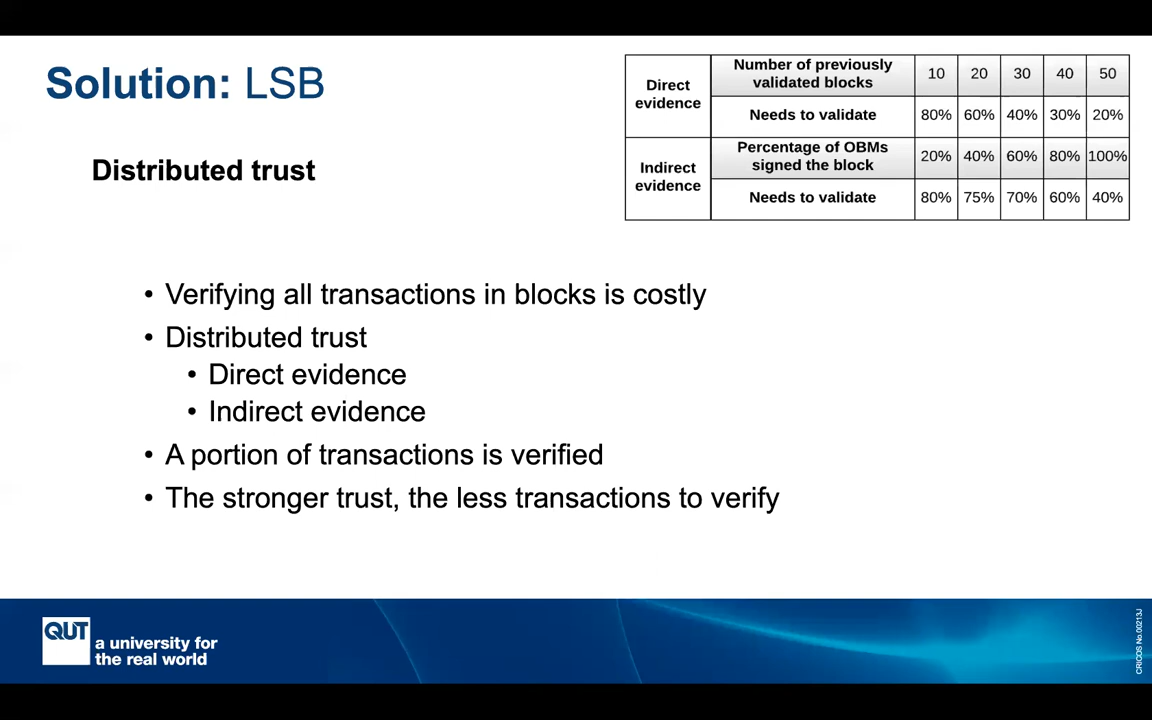 Solution: LSB
Distributed trust
Direct evidence
Number of previously validated blocks 10 20 30 40 50
Needs to validate 80% 60% 40% 30% 20%
Indirect evidence
Percentage of OBMs signed the block 20% 40% 60% 80% 100%
Needs to validate 80% 75% 70% 60% 40%
• Verifying all transactions in blocks is costly
• Distributed trust
• Direct evidence
• Indirect evidence
• A portion of transactions is verified
• The stronger trust, the less transactions to verify
QUT
a university for
the real world
CRICOS No.00213J